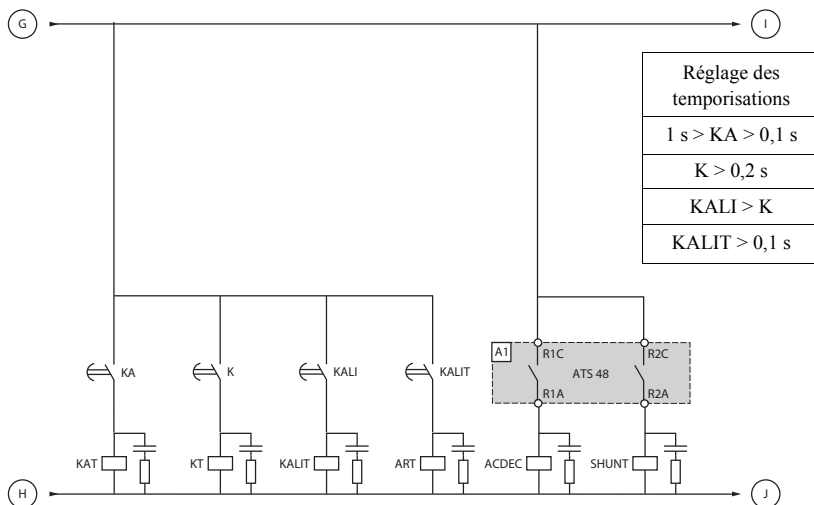 G
I
Réglage des
temporisations
1 s > KA > 0,1 s
K > 0,2 s
KALI > K
KALIT > 0,1 s
A1
R1C
R2C
KA
K
KALI
KALIT
ATS 48
R1A
R2A
KAT
KT
KALIT
ART
ACDEC
SHUNT
H
J